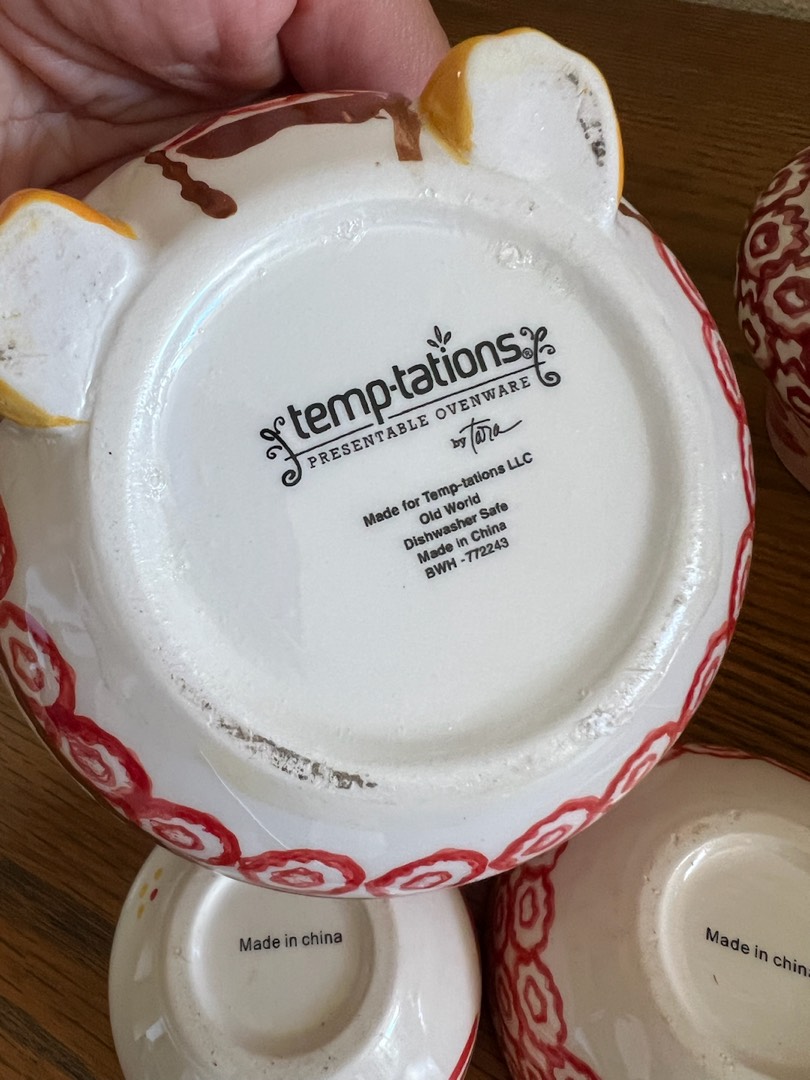 temp-tations®
PRESENTABLE OVENWARE
by Tara
Made for Temp-tations LLC
Old World
Dishwasher Safe
Made in China
BWH -772243
Made in china
Made in chin